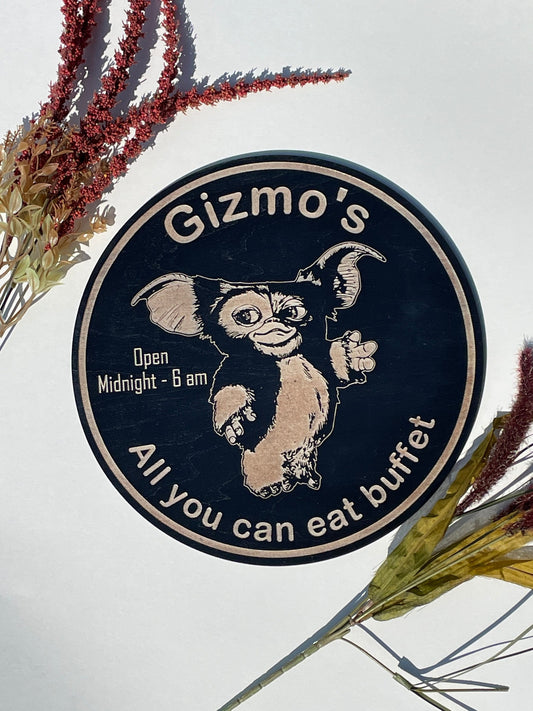 Gizmo's
Open
Midnight - 6 am
All you can eat buffet